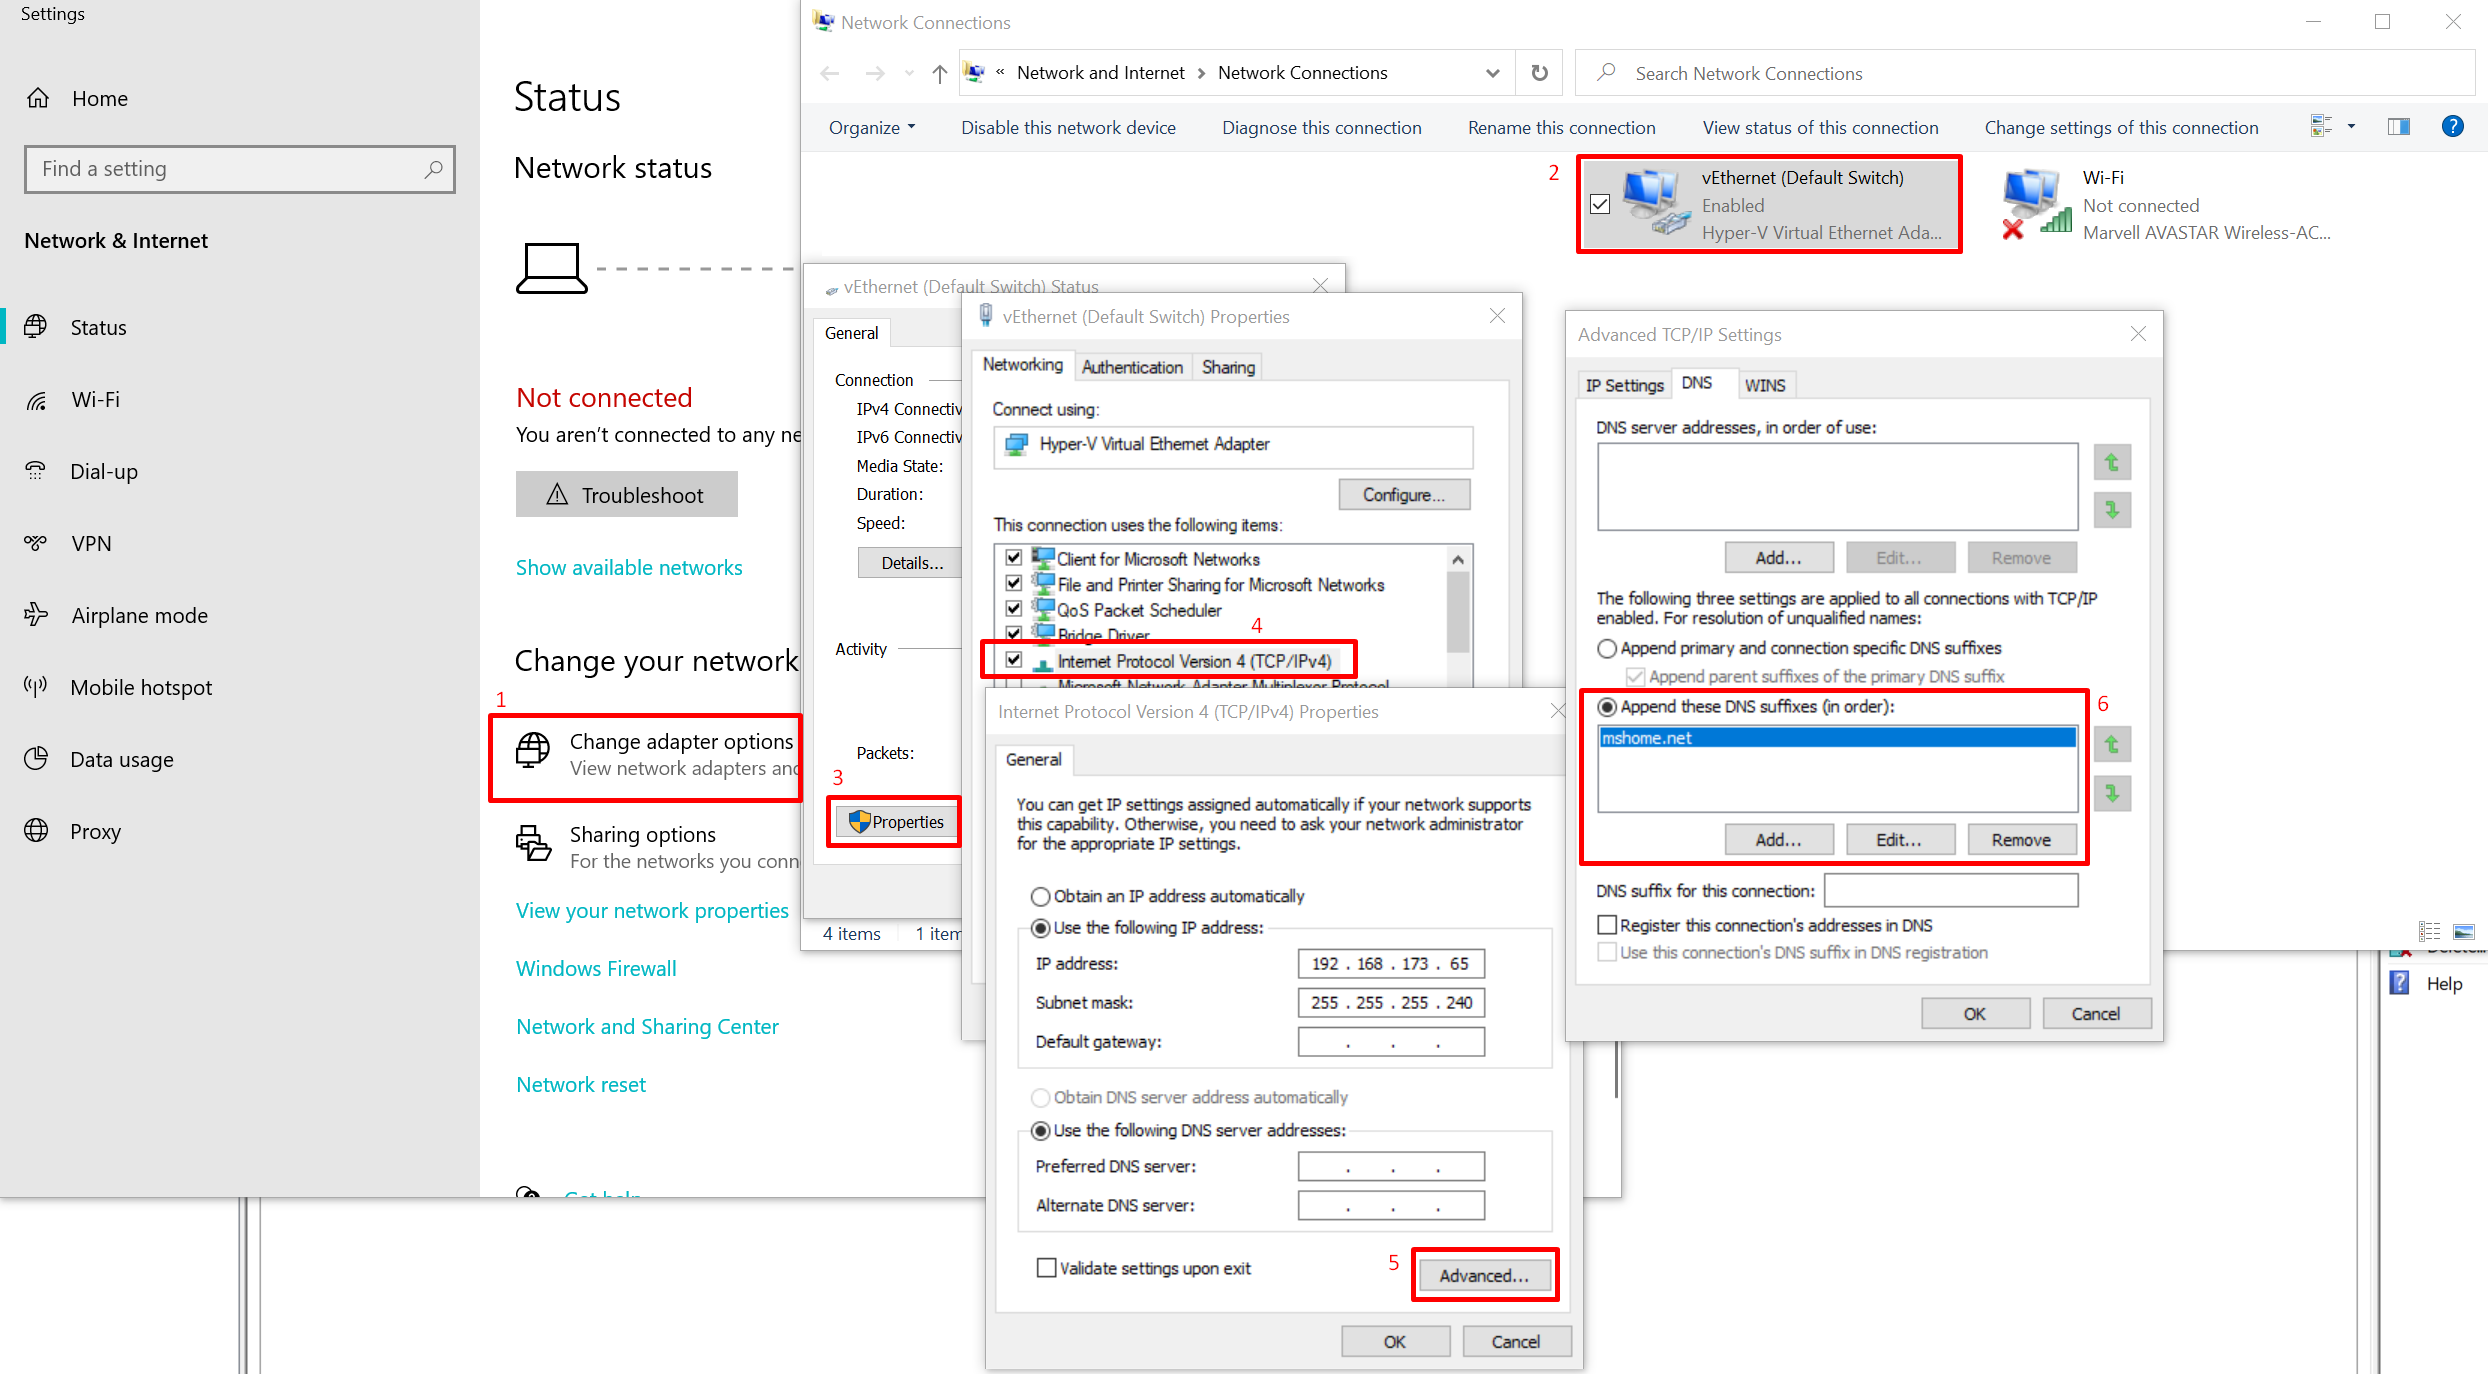 Settings
Home
Find a setting
Network & Internet
Status
Wi-Fi
Dial-up
VPN
Airplane mode
Mobile hotspot
Data usage
Proxy
Status
Network status
Not connected
You aren't connected to any ne
Troubleshoot
Show available networks
Change your network
1
Change adapter options
View network adapters and
Sharing options
For the networks you conn
View your network properties
Windows Firewall
Network and Sharing Center
Network reset
Get help
Network Connections
« Network and Internet > Network Connections
Search Network Connections
Organize
Disable this network device
Diagnose this connection
Rename this connection
View status of this connection
Change settings of this connection
2
vEthernet (Default Switch)
Enabled
Hyper-V Virtual Ethernet Ada...
Wi-Fi
Not connected
Marvell AVASTAR Wireless-AC...
vEthernet (Default Switch) Status
General
Connection
IPv4 Connectiv
IPv6 Connectiv
Media State:
Duration:
Speed:
Details...
Activity
Packets:
3
Properties
4 items
1 item
vEthernet (Default Switch) Properties
Networking
Authentication
Sharing
Connect using:
Hyper-V Virtual Ethernet Adapter
Configure...
This connection uses the following items:
Client for Microsoft Networks
File and Printer Sharing for Microsoft Networks
QoS Packet Scheduler
Bridge Driver
4
Internet Protocol Version 4 (TCP/IPv4)
Microsoft Network Adapter Multiplexor Protocol
Internet Protocol Version 4 (TCP/IPv4) Properties
General
You can get IP settings assigned automatically if your network supports
this capability. Otherwise, you need to ask your network administrator
for the appropriate IP settings.
Obtain an IP address automatically
Use the following IP address:
IP address:
192 . 168 . 173 . 65
Subnet mask:
255 . 255 . 255 . 240
Default gateway:
. . .
Obtain DNS server address automatically
Use the following DNS server addresses:
Preferred DNS server:
. . .
Alternate DNS server:
. . .
Validate settings upon exit
5
Advanced...
OK
Cancel
Advanced TCP/IP Settings
IP Settings
DNS
WINS
DNS server addresses, in order of use:
Add...
Edit...
Remove
The following three settings are applied to all connections with TCP/IP
enabled. For resolution of unqualified names:
Append primary and connection specific DNS suffixes
Append parent suffixes of the primary DNS suffix
Append these DNS suffixes (in order):
6
mshome.net
Add...
Edit...
Remove
DNS suffix for this connection:
Register this connection's addresses in DNS
Use this connection's DNS suffix in DNS registration
OK
Cancel
Delete...
Help